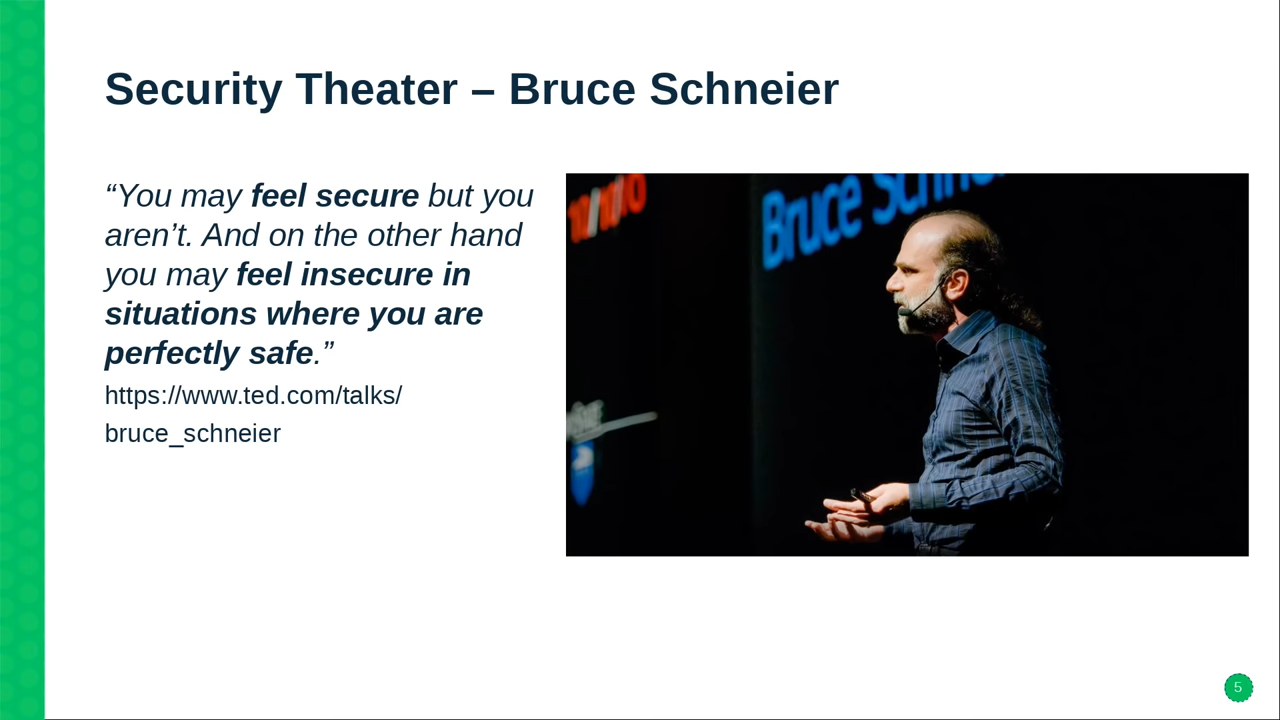 Security Theater – Bruce Schneier
“You may feel secure but you
aren’t. And on the other hand
you may feel insecure in
situations where you are
perfectly safe.”
https://www.ted.com/talks/
bruce_schneier
Bruce
5